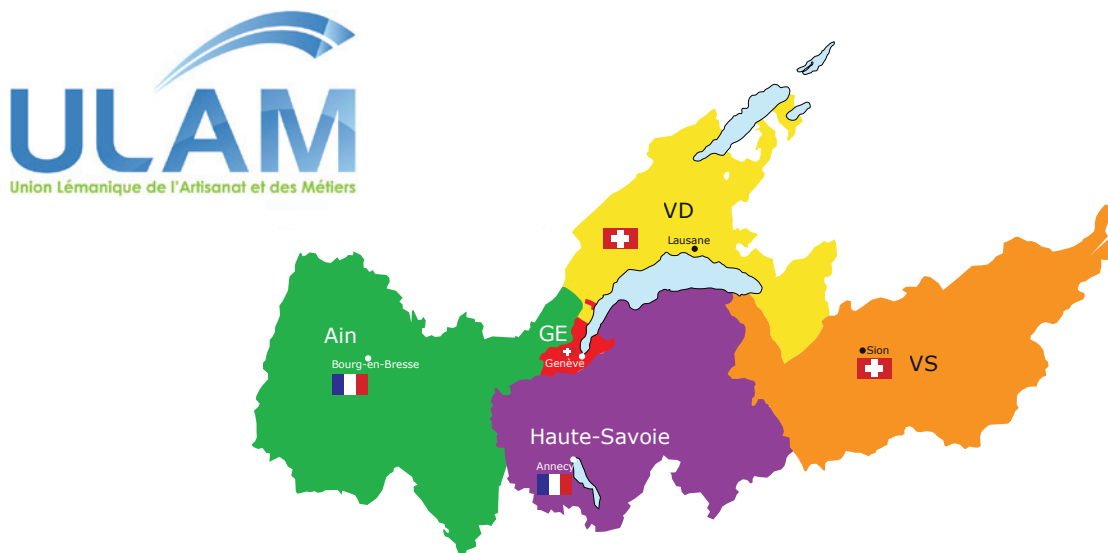 ULAM
Union Lémanique de l'Artisanat et des Métiers
VD
Lausane
Ain
Bourg-en-Bresse
GE
Genève
Sion
VS
Haute-Savoie
Annecy